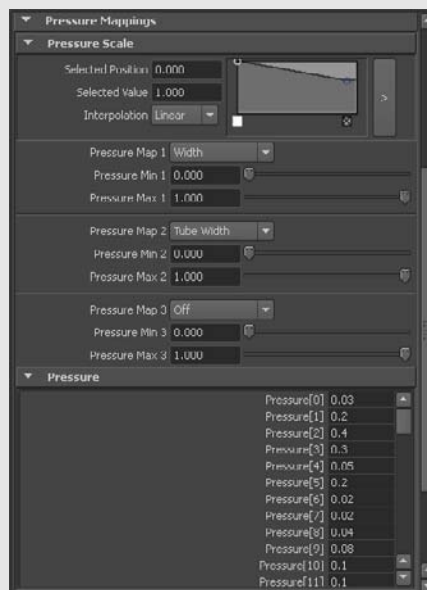 Pressure Mappings
Pressure Scale
Selected Position 0.000
Selected Value 1.000
Interpolation Linear
>
Pressure Map 1 Width
Pressure Min 1 0.000
Pressure Max 1 1.000
Pressure Map 2 Tube Width
Pressure Min 2 0.000
Pressure Max 2 1.000
Pressure Map 3 Off
Pressure Min 3 0.000
Pressure Max 3 1.000
Pressure
Pressure[0] 0.03
Pressure[1] 0.2
Pressure[2] 0.4
Pressure[3] 0.3
Pressure[4] 0.05
Pressure[5] 0.2
Pressure[6] 0.02
Pressure[7] 0.02
Pressure[8] 0.04
Pressure[9] 0.08
Pressure[10] 0.1
Pressure[11] 0.1